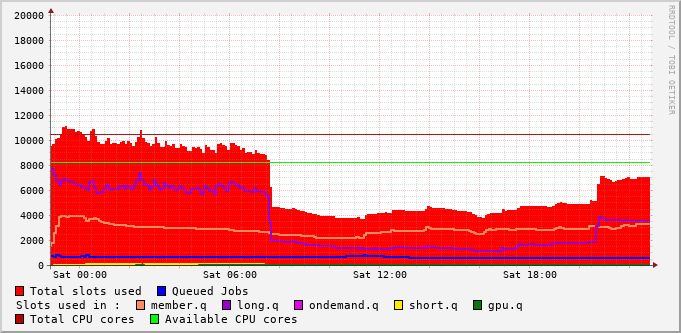 20000
18000
16000
14000
12000
10000
8000
6000
4000
2000
0
Sat 00:00 Sat 06:00 Sat 12:00 Sat 18:00
RRDTOOL / TOBI OETIKER
Total slots used Queued Jobs
Slots used in : member.q long.q ondemand.q short.q gpu.q
Total CPU cores Available CPU cores